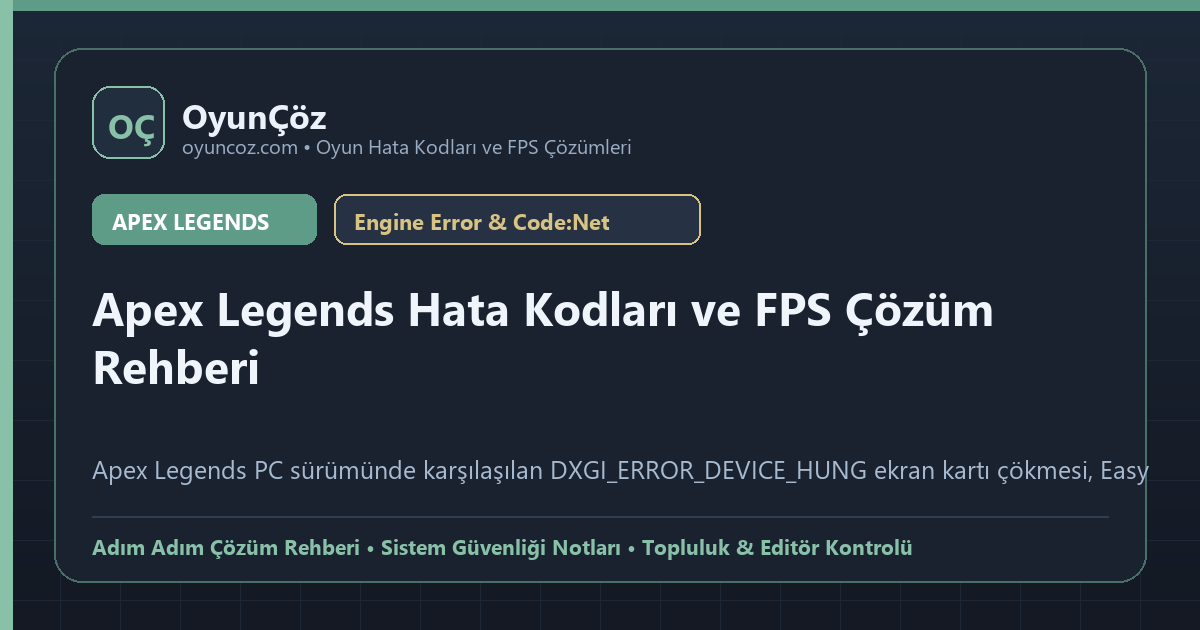 OÇ
OyunÇöz
oyuncoz.com • Oyun Hata Kodları ve FPS Çözümleri
APEX LEGENDS
Engine Error & Code:Net
Apex Legends Hata Kodları ve FPS Çözüm
Rehberi
Apex Legends PC sürümünde karşılaşılan DXGI_ERROR_DEVICE_HUNG ekran kartı çökmesi, Easy
Adım Adım Çözüm Rehberi • Sistem Güvenliği Notları • Topluluk & Editör Kontrolü